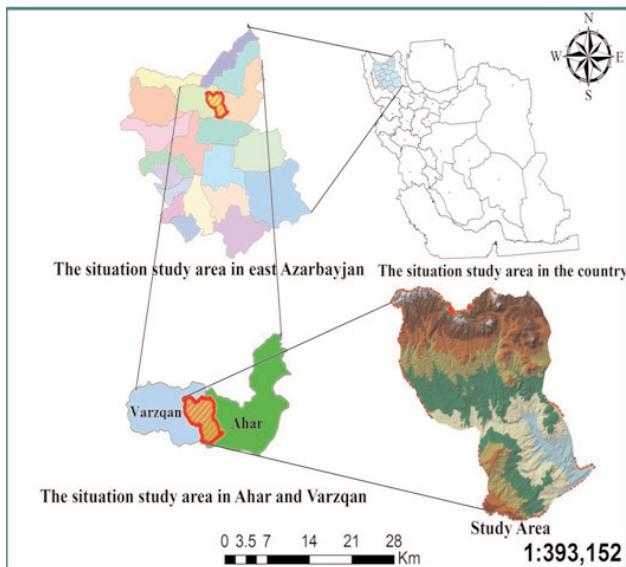 N
W E
S
The situation study area in east Azarbayjan
The situation study area in the country
Varzqan
Ahar
The situation study area in Ahar and Varzqan
Study Area
0 3.5 7 14 21 28
Km
1:393,152